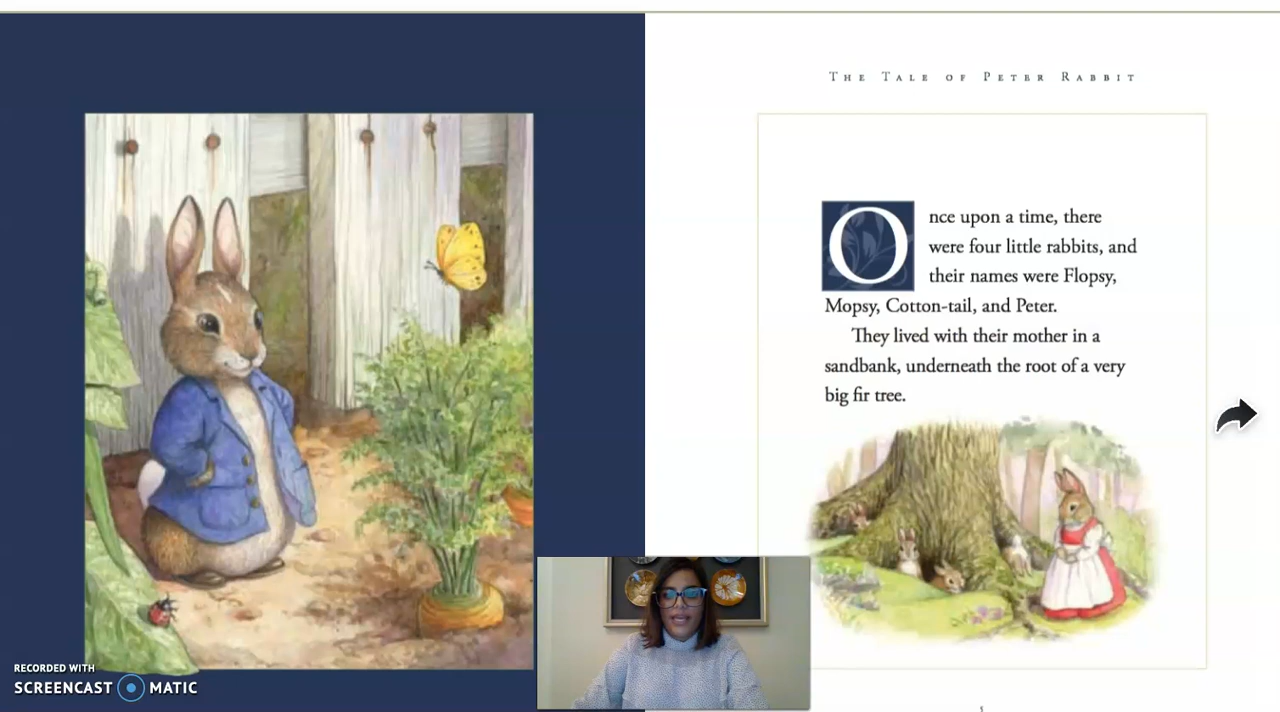 THE TALE OF PETER RABBIT
Once upon a time, there
were four little rabbits, and
their names were Flopsy,
Mopsy, Cotton-tail, and Peter.
They lived with their mother in a
sandbank, underneath the root of a very
big fir tree.
1
RECORDED WITH
SCREENCAST MATIC